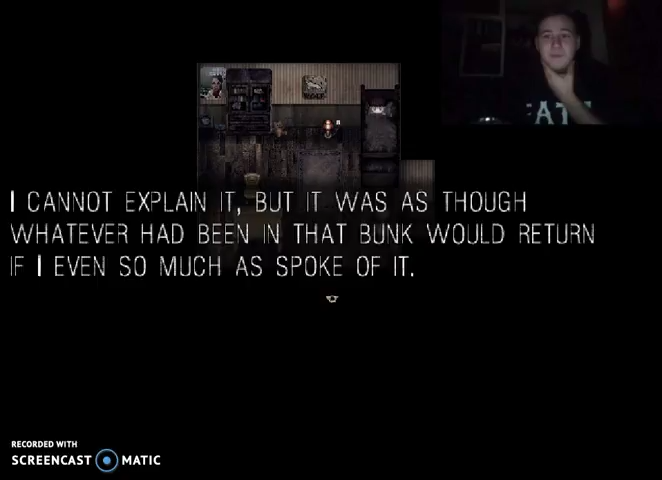 I CANNOT EXPLAIN IT, BUT IT WAS AS THOUGH
WHATEVER HAD BEEN IN THAT BUNK WOULD RETURN
IF I EVEN SO MUCH AS SPOKE OF IT.
RECORDED WITH
SCREENCAST MATIC